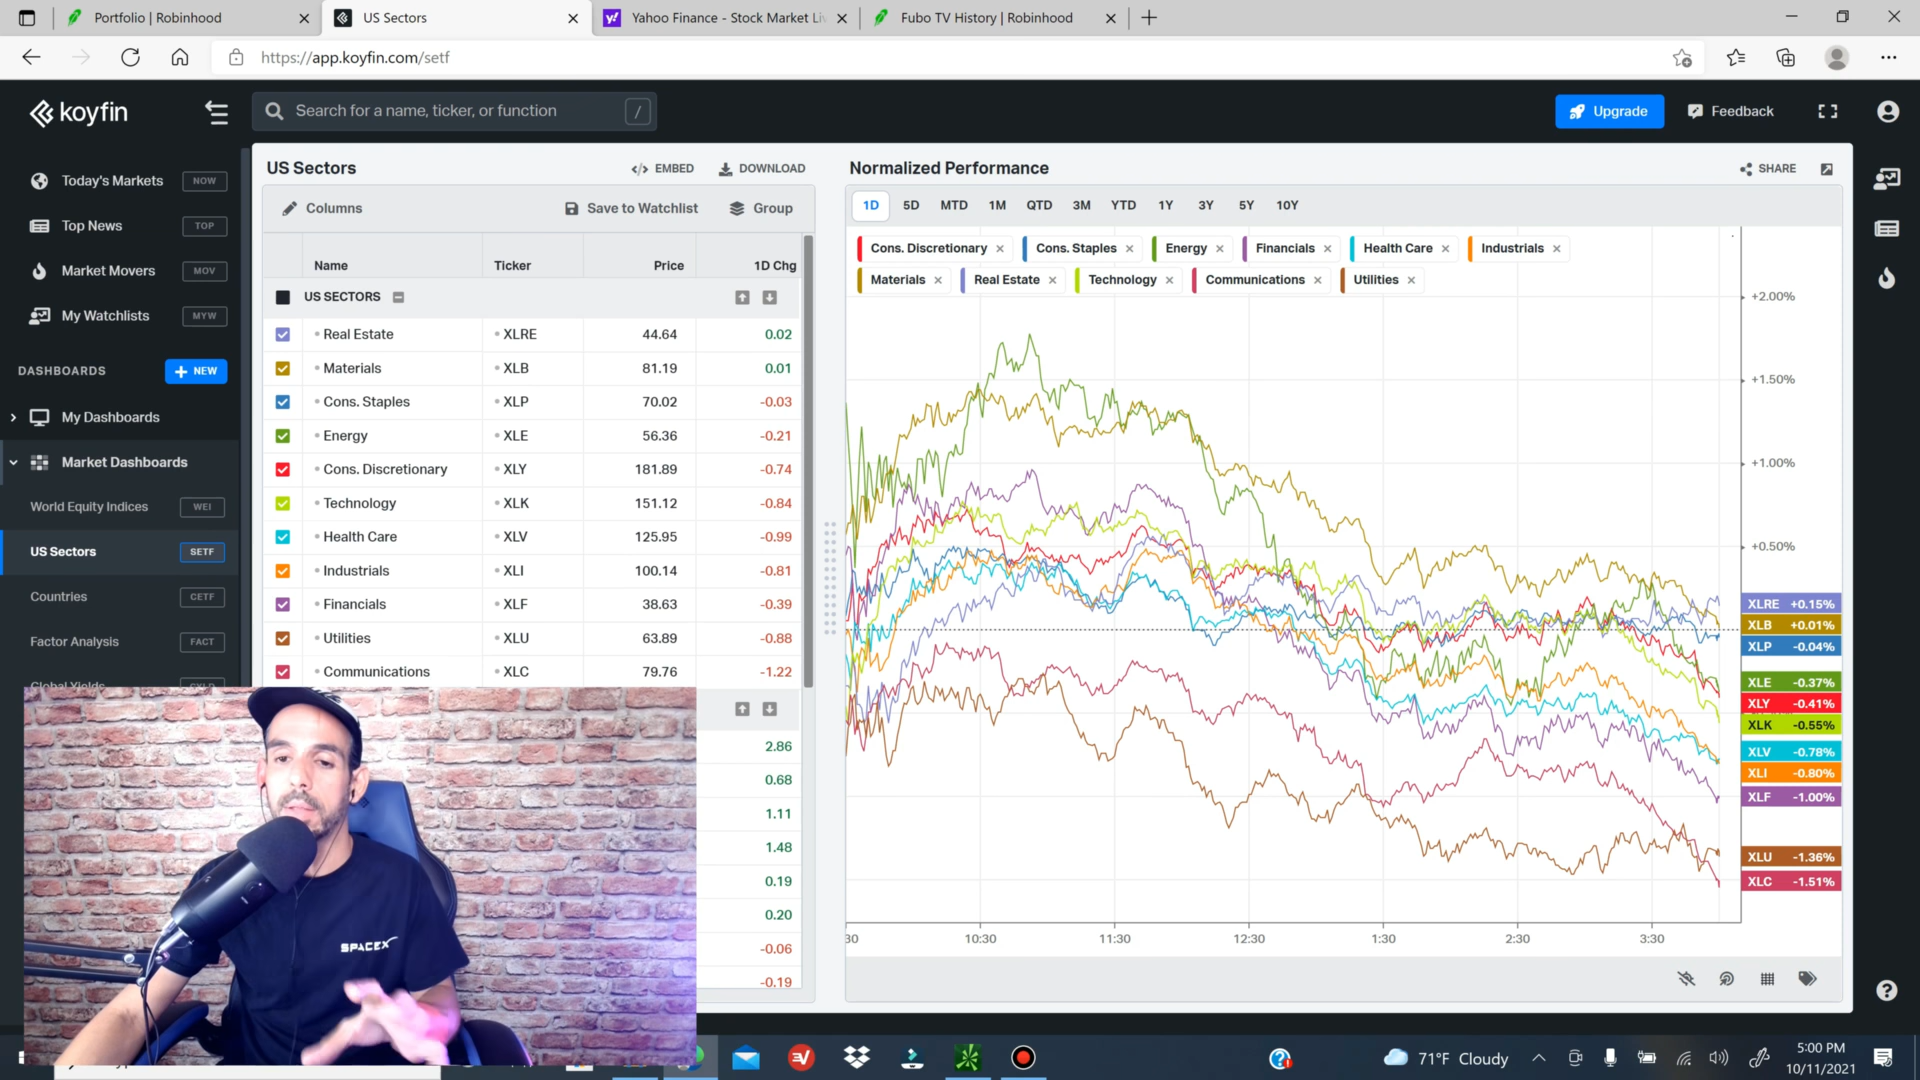 Portfolio | Robinhood
US Sectors
Yahoo Finance - Stock Market Li
Fubo TV History | Robinhood
https://app.koyfin.com/setf
koyfin
Search for a name, ticker, or function
/
Upgrade
Feedback
Today's Markets NOW
Top News TOP
Market Movers MOV
My Watchlists MYW
DASHBOARDS
+ NEW
My Dashboards
Market Dashboards
World Equity Indices WEI
US Sectors SETF
Countries CETF
Factor Analysis FACT
US Sectors
EMBED
DOWNLOAD
Columns
Save to Watchlist
Group
Name Ticker Price 1D Chg
US SECTORS
Real Estate XLRE 44.64 0.02
Materials XLB 81.19 0.01
Cons. Staples XLP 70.02 -0.03
Energy XLE 56.36 -0.21
Cons. Discretionary XLY 181.89 -0.74
Technology XLK 151.12 -0.84
Health Care XLV 125.95 -0.99
Industrials XLI 100.14 -0.81
Financials XLF 38.63 -0.39
Utilities XLU 63.89 -0.88
Communications XLC 79.76 -1.22
2.86
0.68
1.11
1.48
0.19
0.20
-0.06
-0.19
Normalized Performance
SHARE
1D 5D MTD 1M QTD 3M YTD 1Y 3Y 5Y 10Y
Cons. Discretionary Cons. Staples Energy Financials Health Care Industrials
Materials Real Estate Technology Communications Utilities
+2.00%
+1.50%
+1.00%
+0.50%
XLRE +0.15%
XLB +0.01%
XLP -0.04%
XLE -0.37%
XLY -0.41%
XLK -0.55%
XLV -0.78%
XLI -0.80%
XLF -1.00%
XLU -1.36%
XLC -1.51%
30 10:30 11:30 12:30 1:30 2:30 3:30
SPACEX
71°F Cloudy
5:00 PM
10/11/2021